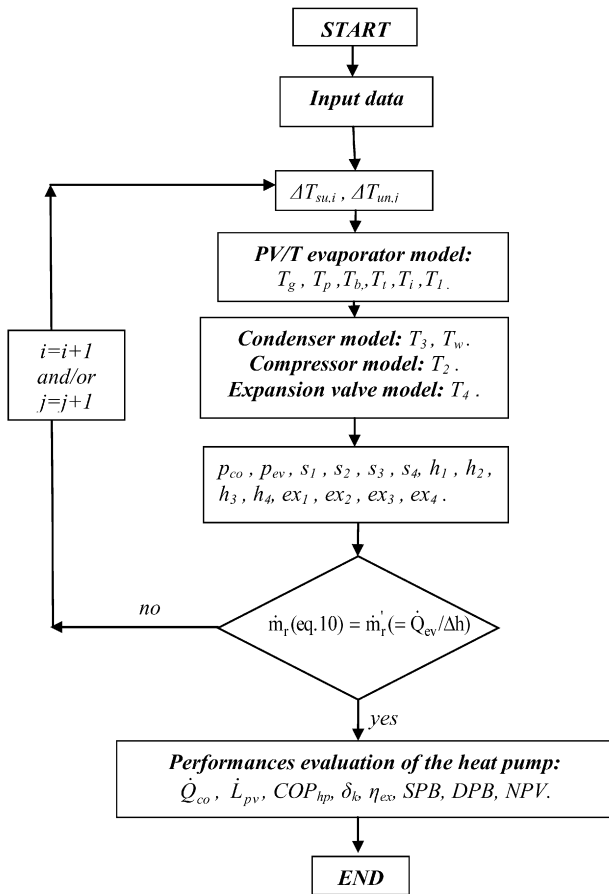 START
Input data
ΔT_su,i , ΔT_un,j
PV/T evaporator model:
T_g , T_p ,T_b, ,T_t ,T_i ,T_1 .
Condenser model: T_3 , T_w .
Compressor model: T_2 .
Expansion valve model: T_4 .
i=i+1
and/or
j=j+1
p_co , p_ev , s_1 , s_2 , s_3 , s_4, h_1 , h_2 ,
h_3 , h_4, ex_1 , ex_2 , ex_3 , ex_4 .
no
ṁ_r(eq.10) = ṁ'_r(= Q̇_ev/Δh)
yes
Performances evaluation of the heat pump:
Q̇_co , L̇_pv , COP_hp, δ_k, η_ex, SPB, DPB, NPV.
END